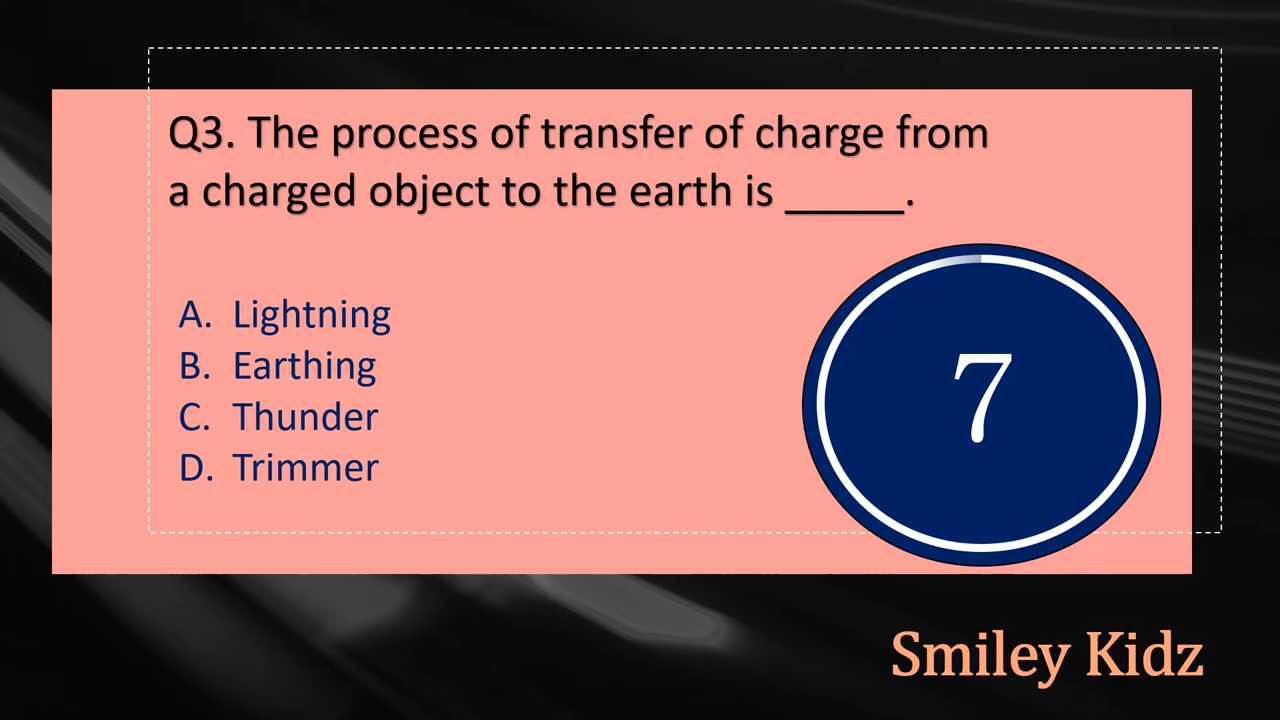 Q3. The process of transfer of charge from
a charged object to the earth is _____.
A. Lightning
B. Earthing
C. Thunder
D. Trimmer
7
Smiley Kidz